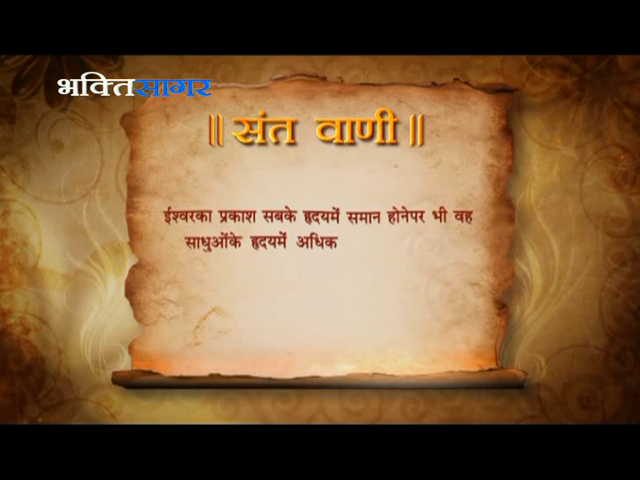 भक्तिसागर
॥ संत वाणी ॥
ईश्वरका प्रकाश सबके हृदयमें समान होनेपर भी वह
साधुओंके हृदयमें अधिक